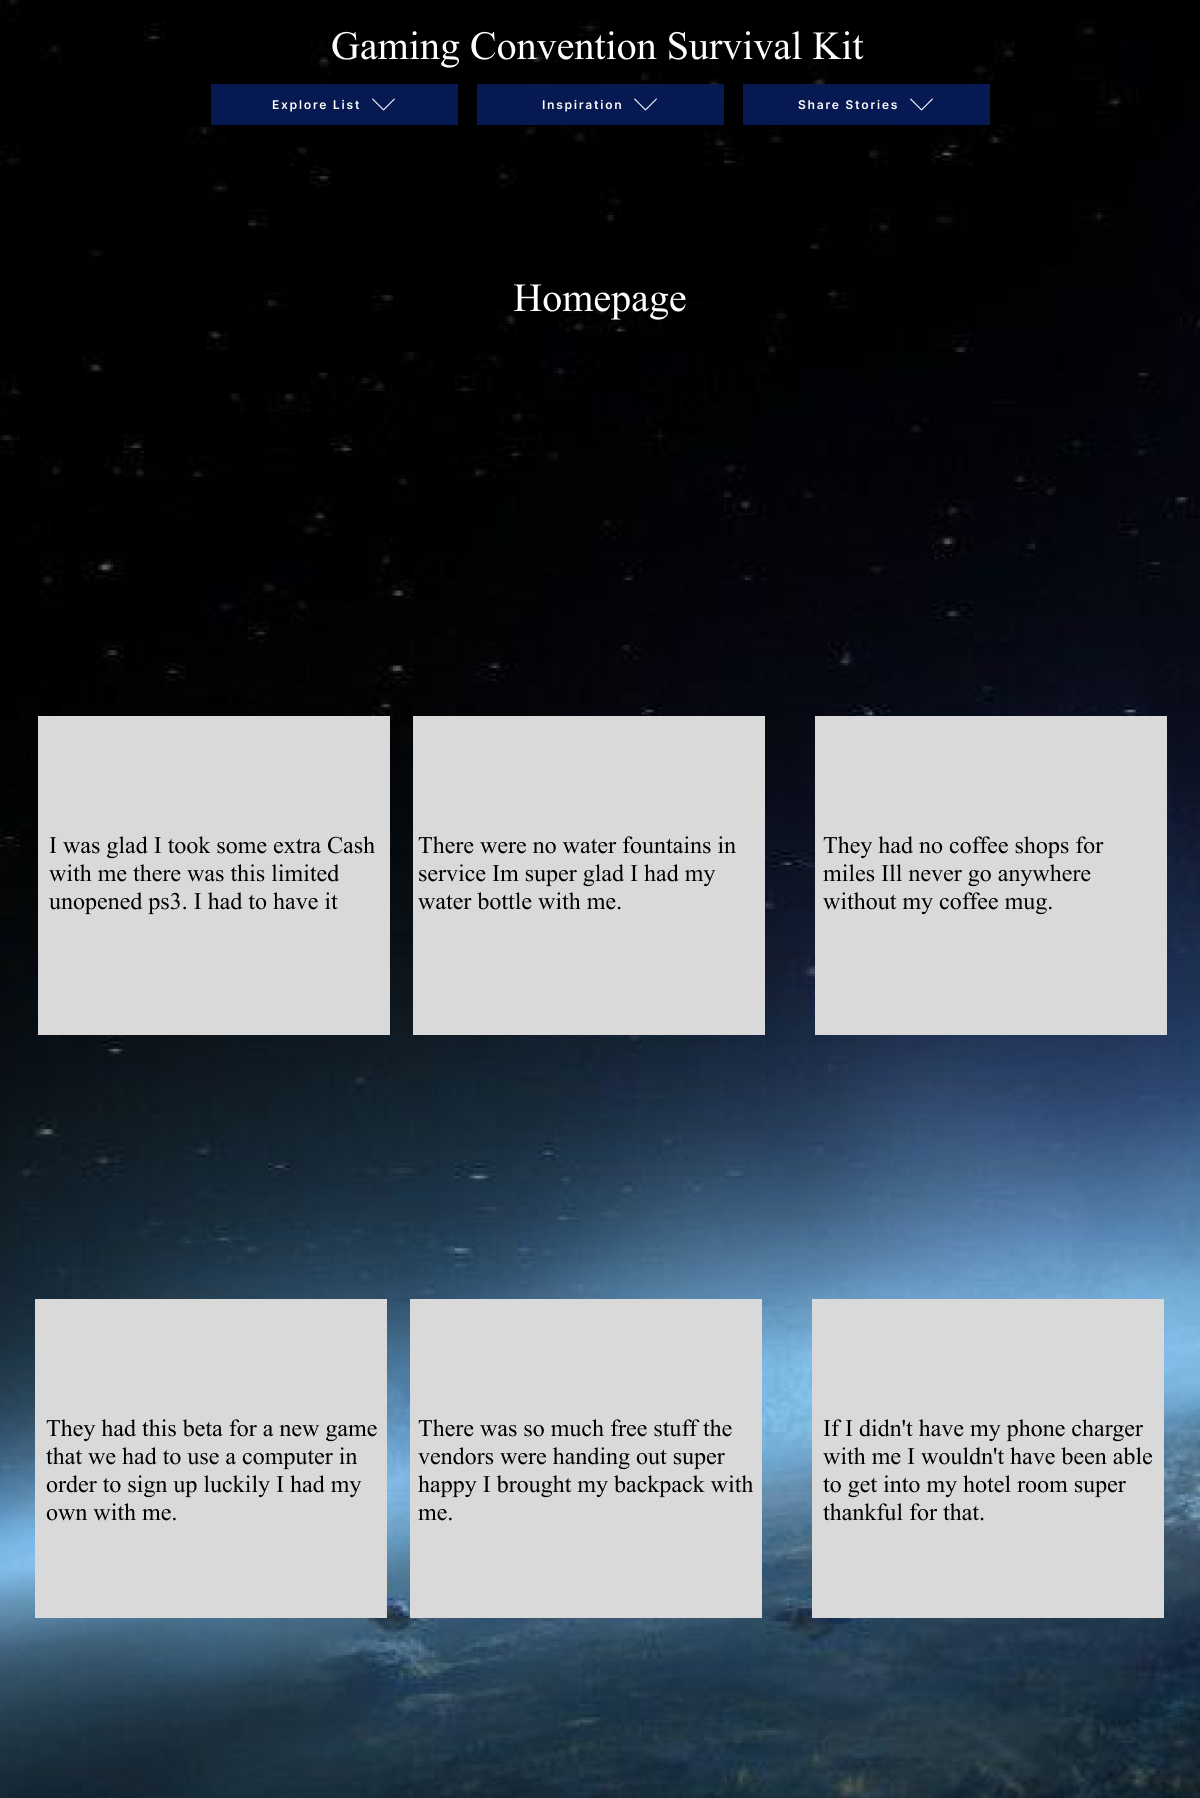 Gaming Convention Survival Kit
Explore List
Inspiration
Share Stories
Homepage
I was glad I took some extra Cash
with me there was this limited
unopened ps3. I had to have it
There were no water fountains in
service Im super glad I had my
water bottle with me.
They had no coffee shops for
miles Ill never go anywhere
without my coffee mug.
They had this beta for a new game
that we had to use a computer in
order to sign up luckily I had my
own with me.
There was so much free stuff the
vendors were handing out super
happy I brought my backpack with
me.
If I didn't have my phone charger
with me I wouldn't have been able
to get into my hotel room super
thankful for that.